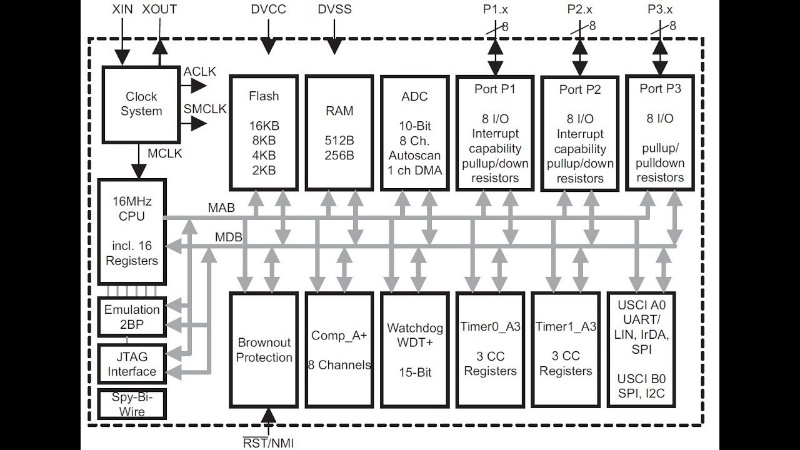 XIN XOUT DVCC DVSS P1.x P2.x P3.x
8 8 8
ACLK
SMCLK
MCLK
Clock
System
Flash
16KB
8KB
4KB
2KB
RAM
512B
256B
ADC
10-Bit
8 Ch.
Autoscan
1 ch DMA
Port P1
8 I/O
Interrupt
capability
pullup/down
resistors
Port P2
8 I/O
Interrupt
capability
pullup/down
resistors
Port P3
8 I/O
pullup/
pulldown
resistors
16MHz
CPU
incl. 16
Registers
MAB
MDB
Emulation
2BP
JTAG
Interface
Spy-Bi-
Wire
Brownout
Protection
Comp_A+
8 Channels
Watchdog
WDT+
15-Bit
Timer0_A3
3 CC
Registers
Timer1_A3
3 CC
Registers
USCI A0
UART/
LIN, IrDA,
SPI
USCI B0
SPI, I2C
RST/NMI